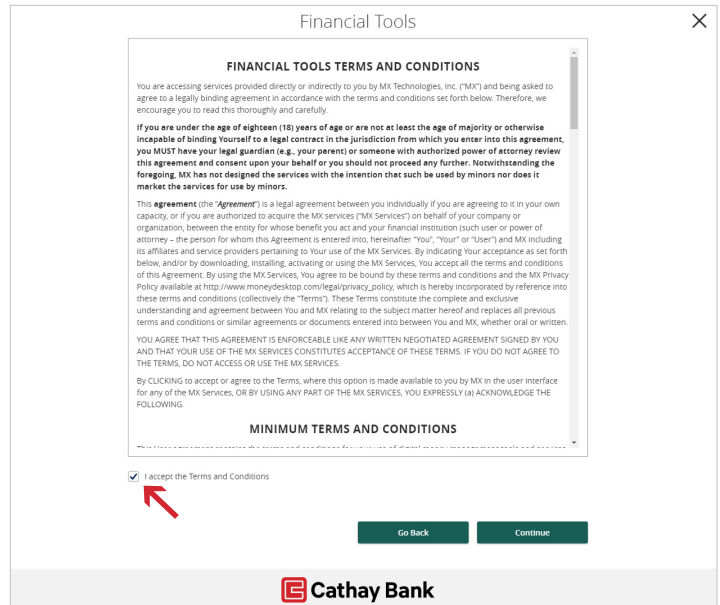 Financial Tools
FINANCIAL TOOLS TERMS AND CONDITIONS
You are accessing services provided directly or indirectly to you by MX Technologies, Inc. ("MX") and being asked to
agree to a legally binding agreement in accordance with the terms and conditions set forth below. Therefore, we
encourage you to read this thoroughly and carefully.
If you are under the age of eighteen (18) years of age or are not at least the age of majority or otherwise
incapable of binding Yourself to a legal contract in the jurisdiction from which you enter into this agreement,
you MUST have your legal guardian (e.g., your parent) or someone with authorized power of attorney review
this agreement and consent upon your behalf or you should not proceed any further. Notwithstanding the
foregoing, MX has not designed the services with the intention that such be used by minors nor does it
market the services for use by minors.
This agreement (the "Agreement") is a legal agreement between you individually if you are agreeing to it in your own
capacity, or if you are authorized to acquire the MX services ("MX Services") on behalf of your company or
organization, between the entity for whose benefit you act and your financial institution (such user or power of
attorney – the person for whom this Agreement is entered into, hereinafter "You", "Your" or "User") and MX including
its affiliates and service providers pertaining to Your use of the MX Services. By indicating Your acceptance as set forth
below, and/or by downloading, installing, activating or using the MX Services, You accept all the terms and conditions
of this Agreement. By using the MX Services, You agree to be bound by these terms and conditions and the MX Privacy
Policy available at http://www.moneydesktop.com/legal/privacy_policy, which is hereby incorporated by reference into
these terms and conditions (collectively the "Terms"). These Terms constitute the complete and exclusive
understanding and agreement between You and MX relating to the subject matter hereof and replaces all previous
terms and conditions or similar agreements or documents entered into between You and MX, whether oral or written.
YOU AGREE THAT THIS AGREEMENT IS ENFORCEABLE LIKE ANY WRITTEN NEGOTIATED AGREEMENT SIGNED BY YOU
AND THAT YOUR USE OF THE MX SERVICES CONSTITUTES ACCEPTANCE OF THESE TERMS. IF YOU DO NOT AGREE TO
THE TERMS, DO NOT ACCESS OR USE THE MX SERVICES.
By CLICKING to accept or agree to the Terms, where this option is made available to you by MX in the user interface
for any of the MX Services, OR BY USING ANY PART OF THE MX SERVICES, YOU EXPRESSLY (a) ACKNOWLEDGE THE
FOLLOWING.
MINIMUM TERMS AND CONDITIONS
I accept the Terms and Conditions
Go Back
Continue
Cathay Bank